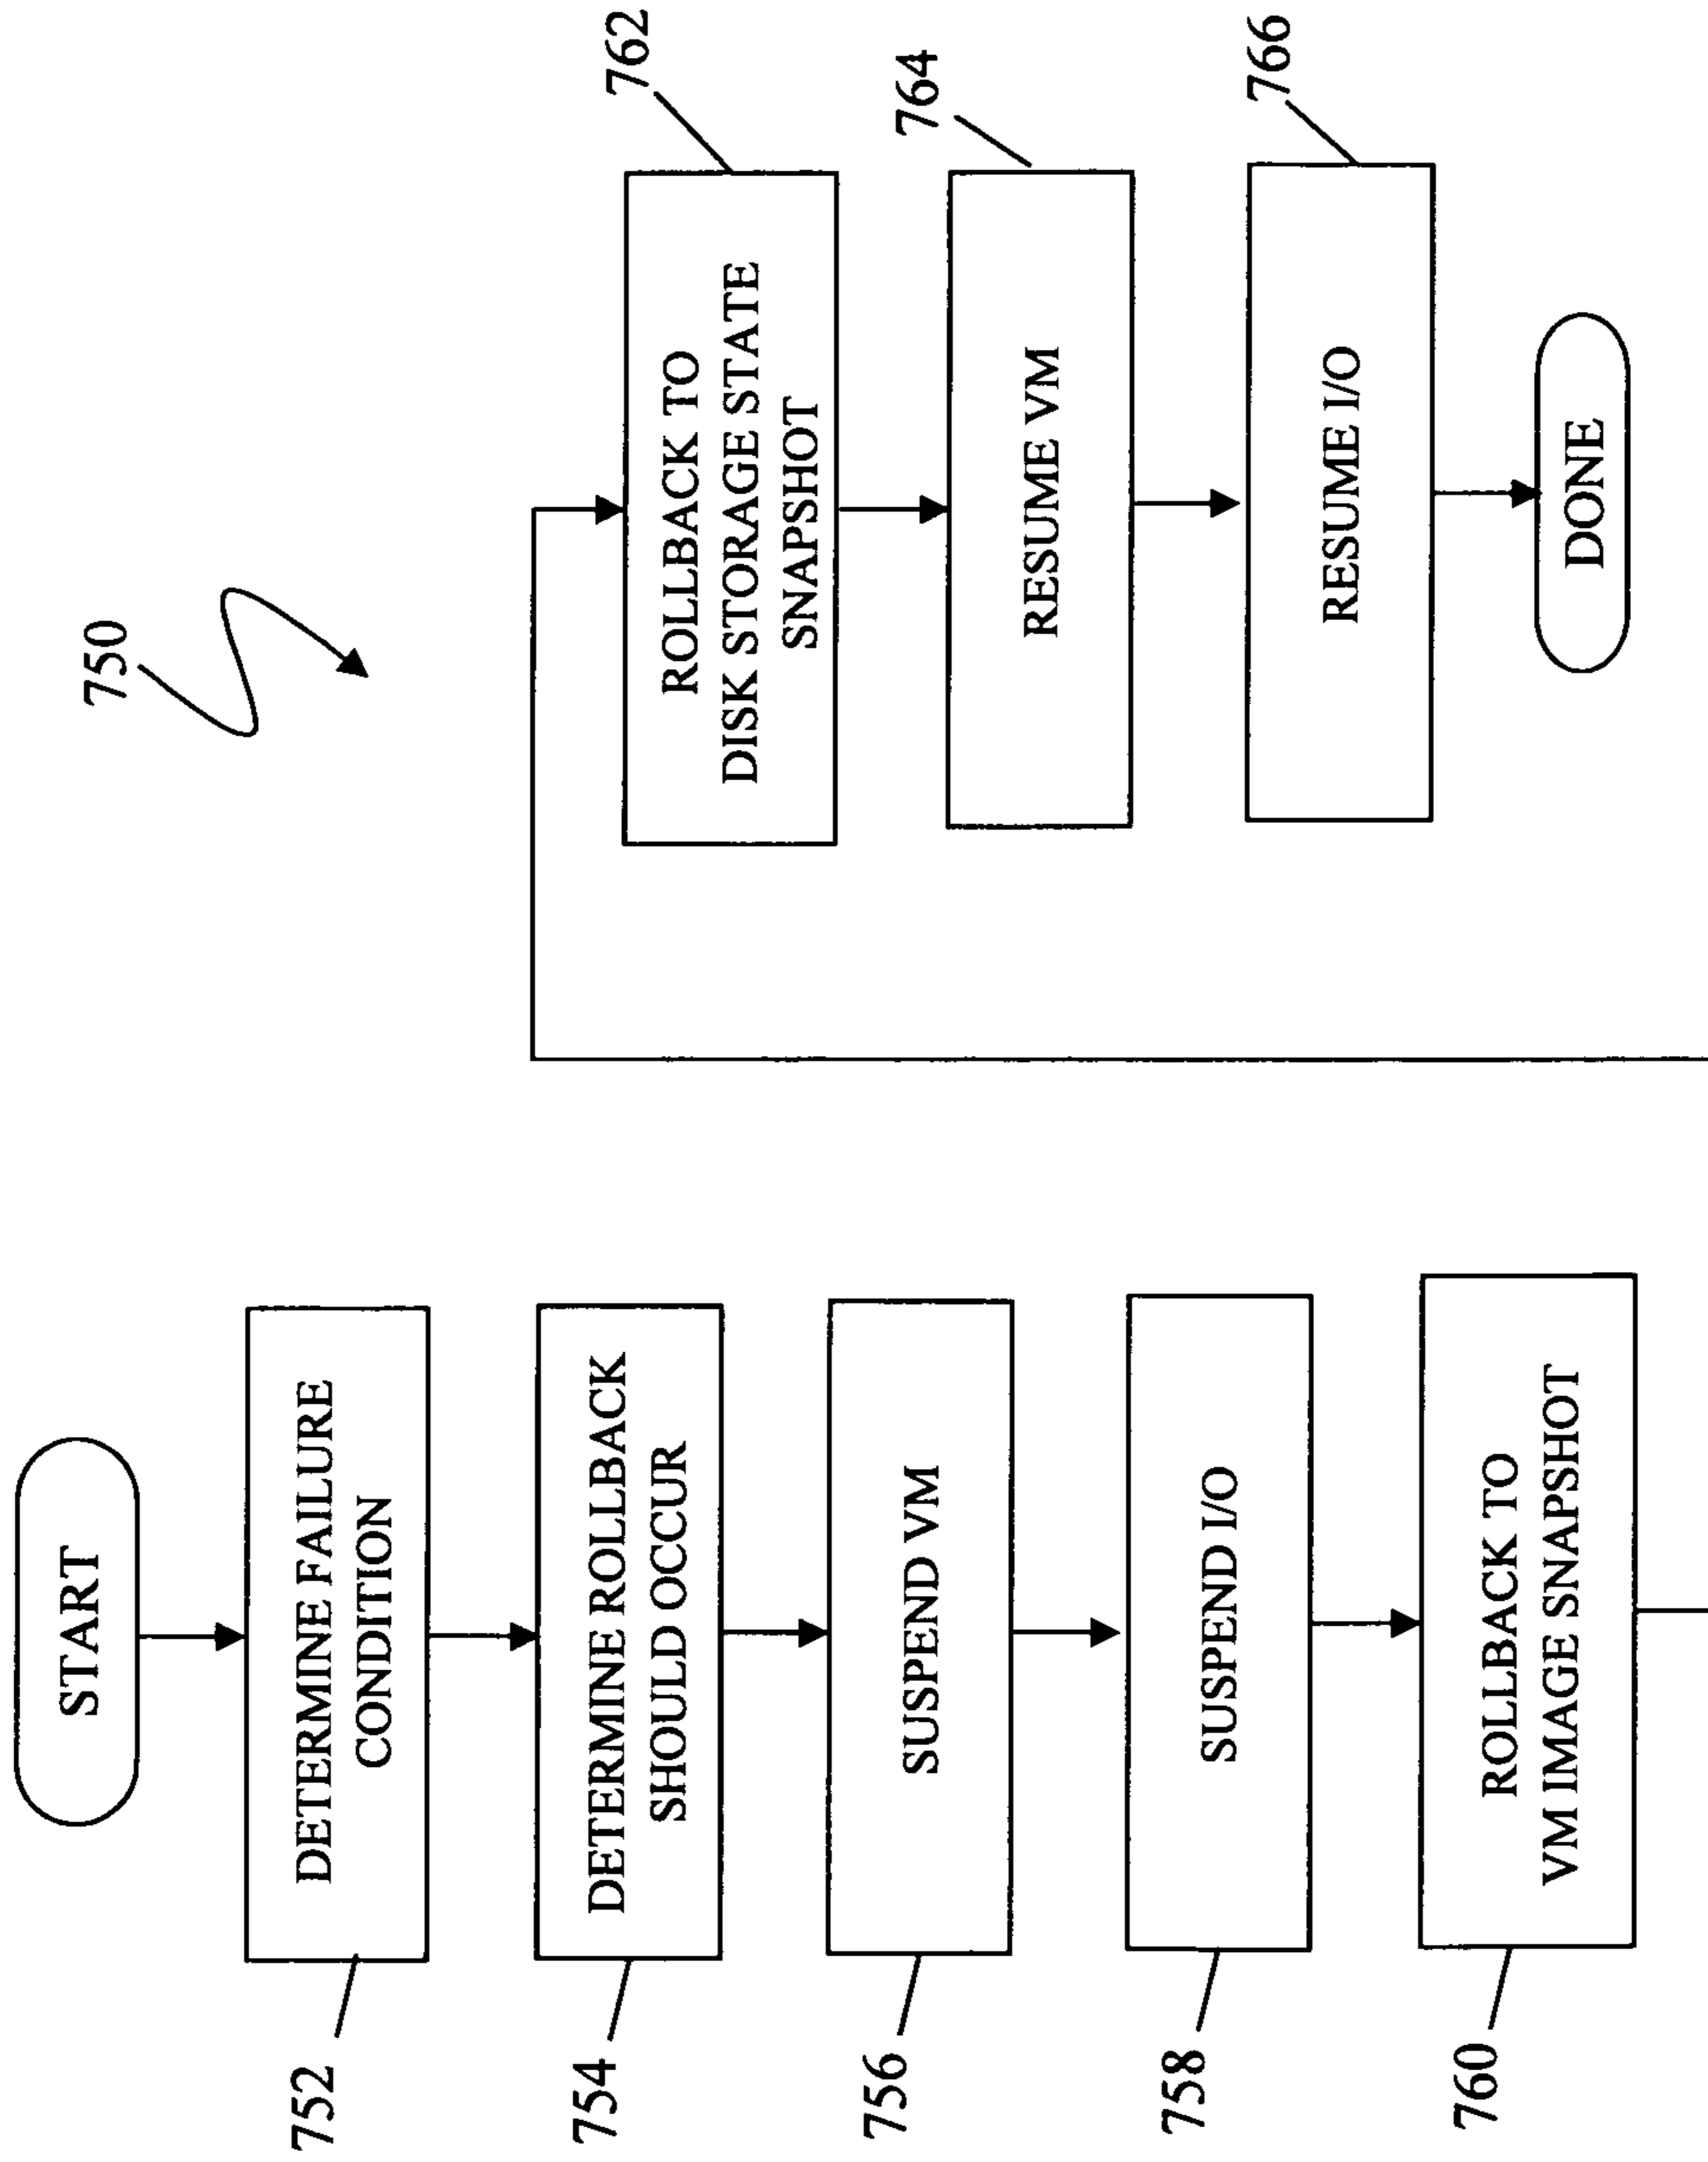 750
START
752
DETERMINE FAILURE
CONDITION
754
DETERMINE ROLLBACK
SHOULD OCCUR
756
SUSPEND VM
758
SUSPEND I/O
760
ROLLBACK TO
VM IMAGE SNAPSHOT
762
ROLLBACK TO
DISK STORAGE STATE
SNAPSHOT
764
RESUME VM
766
RESUME I/O
DONE